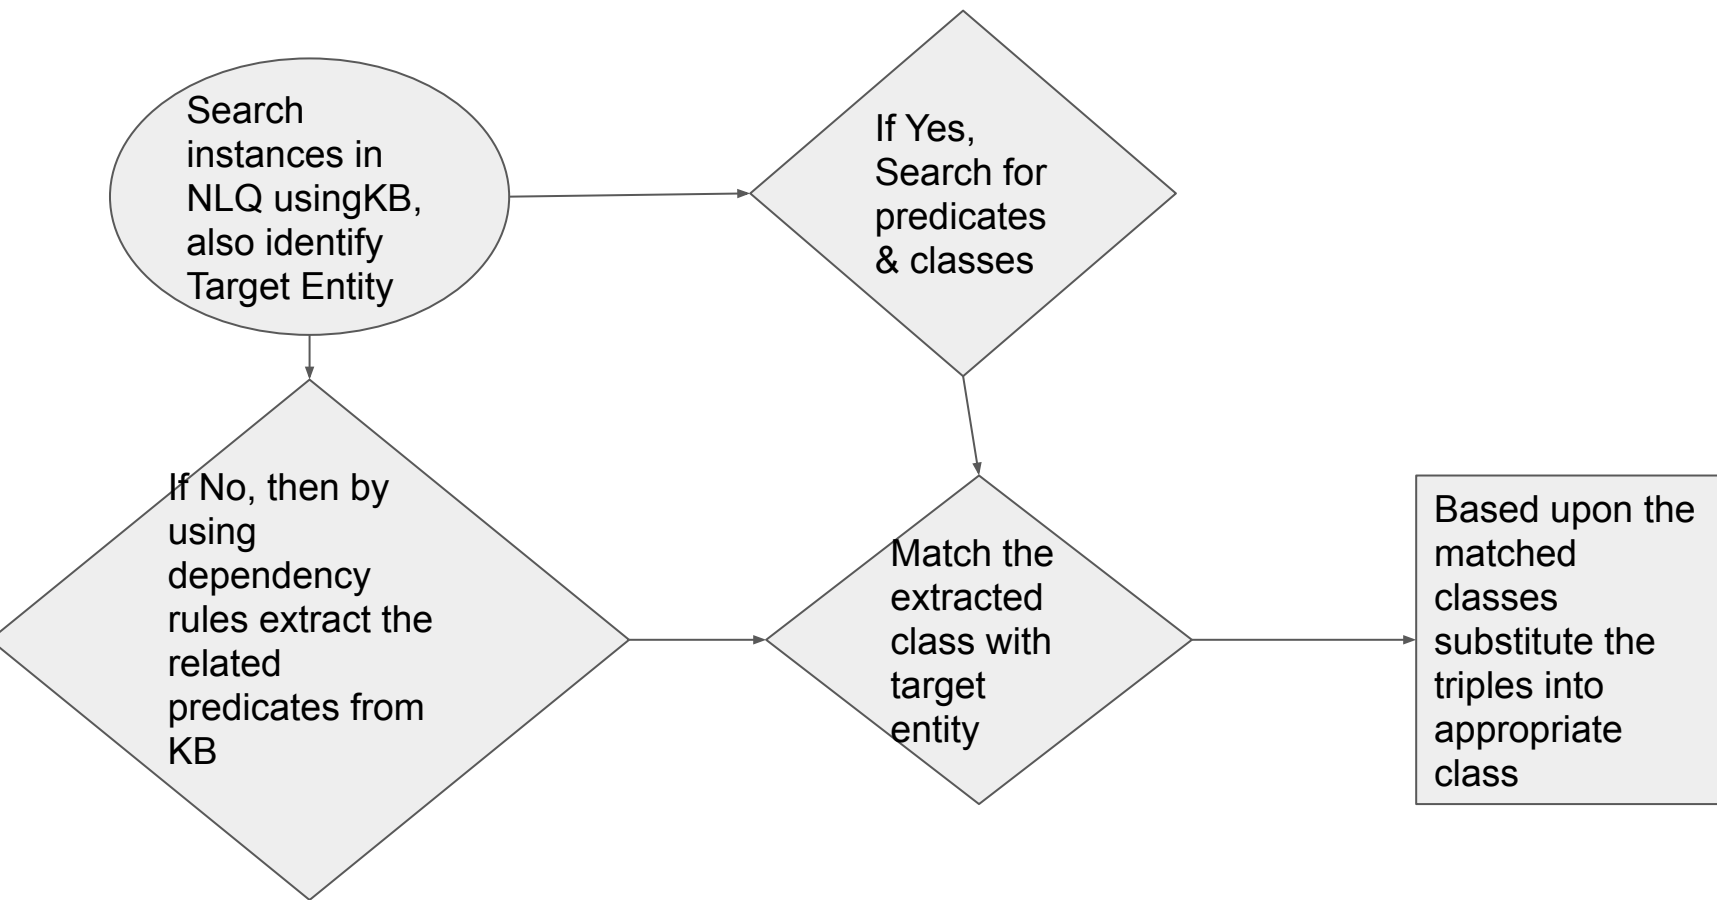 Search
instances in
NLQ usingKB,
also identify
Target Entity
If Yes,
Search for
predicates
& classes
If No, then by
using
dependency
rules extract the
related
predicates from
KB
Match the
extracted
class with
target
entity
Based upon the
matched
classes
substitute the
triples into
appropriate
class